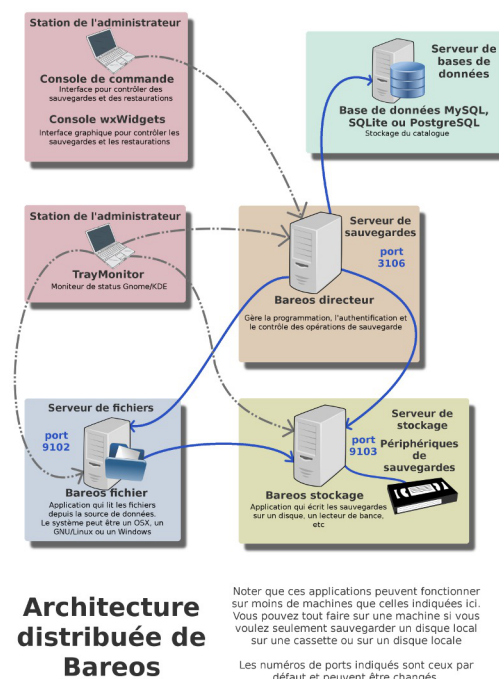 Station de l'administrateur
Console de commande
Interface pour contrôler des
sauvegardes et des restaurations
Console wxWidgets
Interface graphique pour contrôler les
sauvegardes et les restaurations
Serveur de
bases de
données
Base de données MySQL,
SQLite ou PostgreSQL
Stockage du catalogue
Station de l'administrateur
TrayMonitor
Moniteur de status Gnome/KDE
Serveur de
sauvegardes
port
3106
Bareos directeur
Gère la programmation, l'authentification et
le contrôle des opérations de sauvegarde
Serveur de fichiers
port
9102
Bareos fichier
Application qui lit les fichiers
depuis la source de données.
Le système peut être un OSX, un
GNU/Linux ou un Windows
Serveur de
stockage
port
9103
Périphériques
de
sauvegardes
Bareos stockage
Application qui écrit les sauvegardes
sur un disque, un lecteur de bance,
etc
Architecture
distribuée de
Bareos
Noter que ces applications peuvent fonctionner
sur moins de machines que celles indiquées ici.
Vous pouvez tout faire sur une machine si vous
voulez seulement sauvegarder un disque local
sur une cassette ou sur un disque locale
Les numéros de ports indiqués sont ceux par
défaut et peuvent être changés